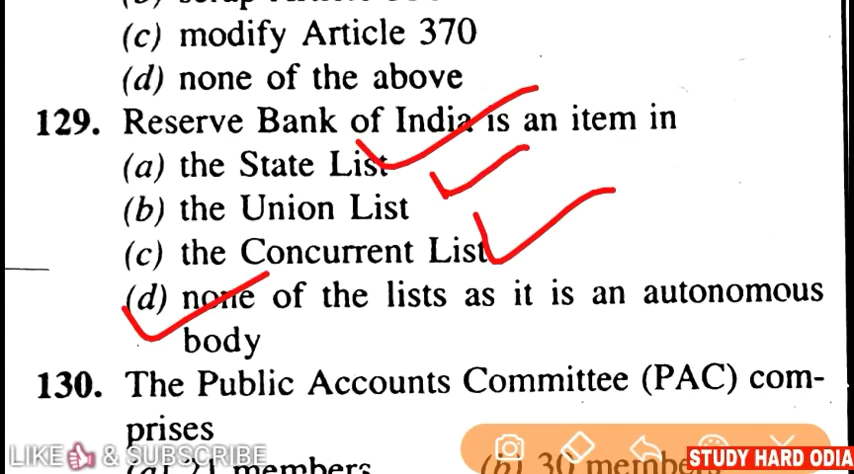 (c) modify Article 370
(d) none of the above
129. Reserve Bank of India is an item in
(a) the State List
(b) the Union List
(c) the Concurrent List
(d) none of the lists as it is an autonomous
body
130. The Public Accounts Committee (PAC) com-
prises
(a) 21 members (b) 30
LIKE & SUBSCRIBE
STUDY HARD ODIA